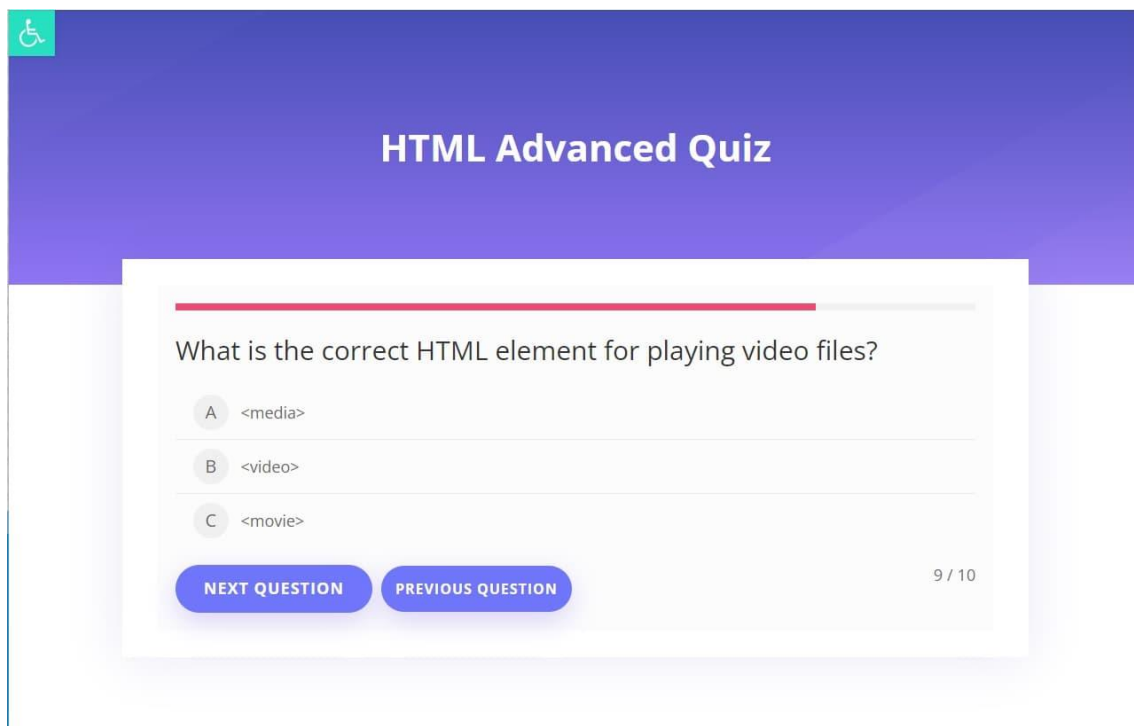 HTML Advanced Quiz
What is the correct HTML element for playing video files?
A <media>
B <video>
C <movie>
NEXT QUESTION PREVIOUS QUESTION 9 / 10